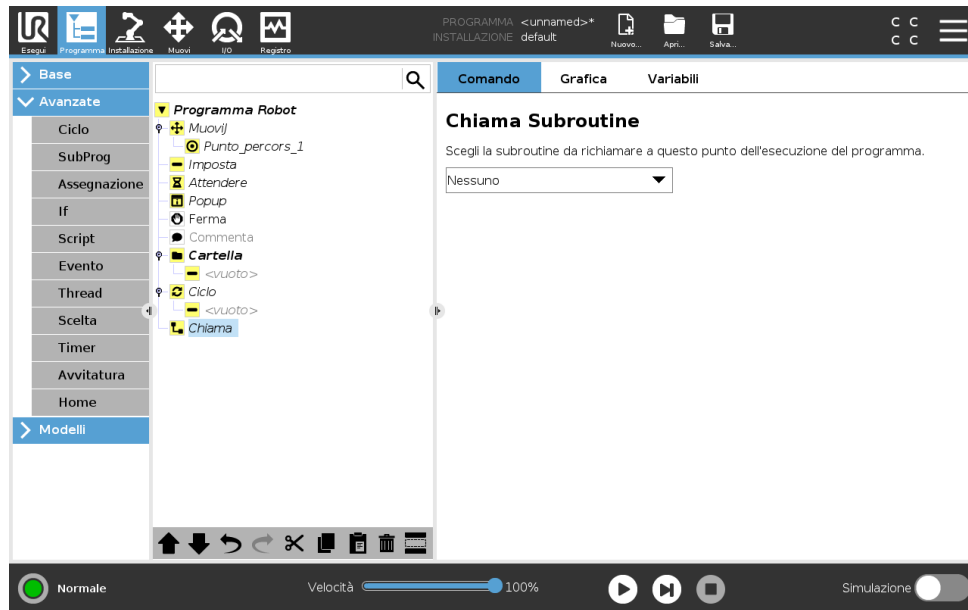 Esegui
Programma
Installazione
Muovi
I/O
Registro
PROGRAMMA <unnamed>*
INSTALLAZIONE default
Nuovo...
Apri...
Salva...
C C
C C
Base
Avanzate
Ciclo
SubProg
Assegnazione
If
Script
Evento
Thread
Scelta
Timer
Avvitatura
Home
Modelli
Programma Robot
MuoviJ
Punto_percors_1
Imposta
Attendere
Popup
Ferma
Commenta
Cartella
<vuoto>
Ciclo
<vuoto>
Chiama
Comando Grafica Variabili
Chiama Subroutine
Scegli la subroutine da richiamare a questo punto dell'esecuzione del programma.
Nessuno
Normale
Velocità 100%
Simulazione